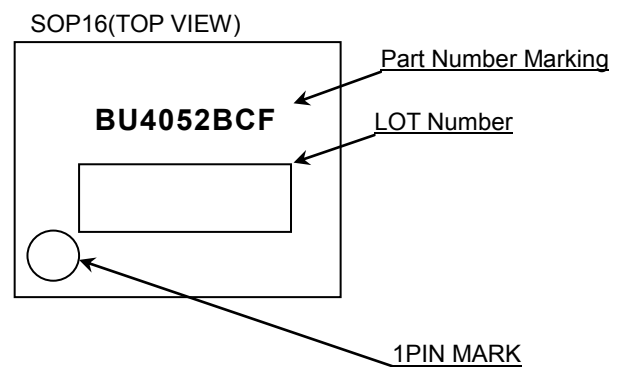 SOP16(TOP VIEW)
Part Number Marking
BU4052BCF
LOT Number
1PIN MARK